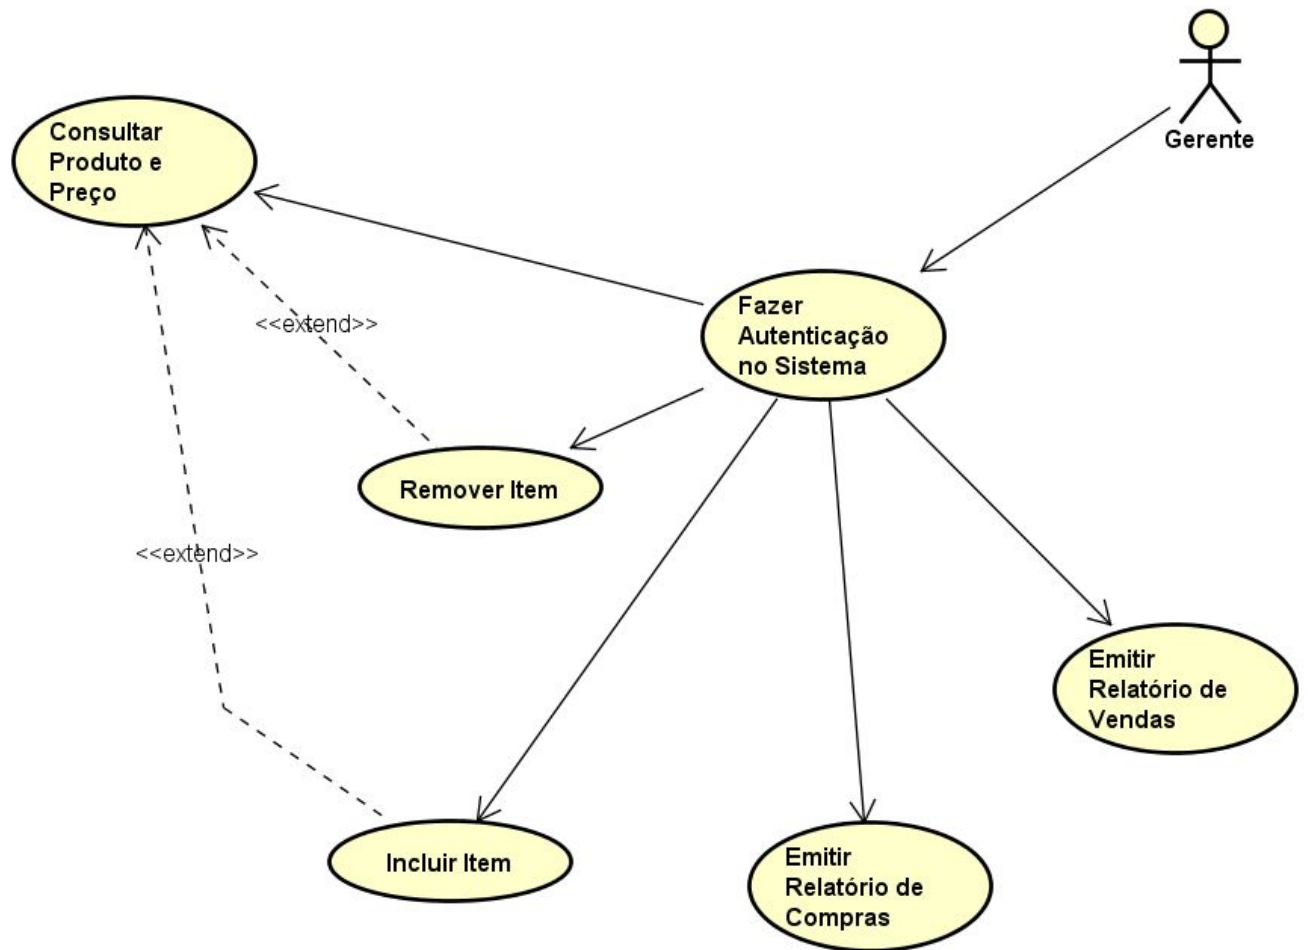 Gerente
Consultar
Produto e
Preço
Fazer
Autenticação
no Sistema
<<extend>>
Remover Item
<<extend>>
Emitir
Relatório de
Vendas
Incluir Item
Emitir
Relatório de
Compras